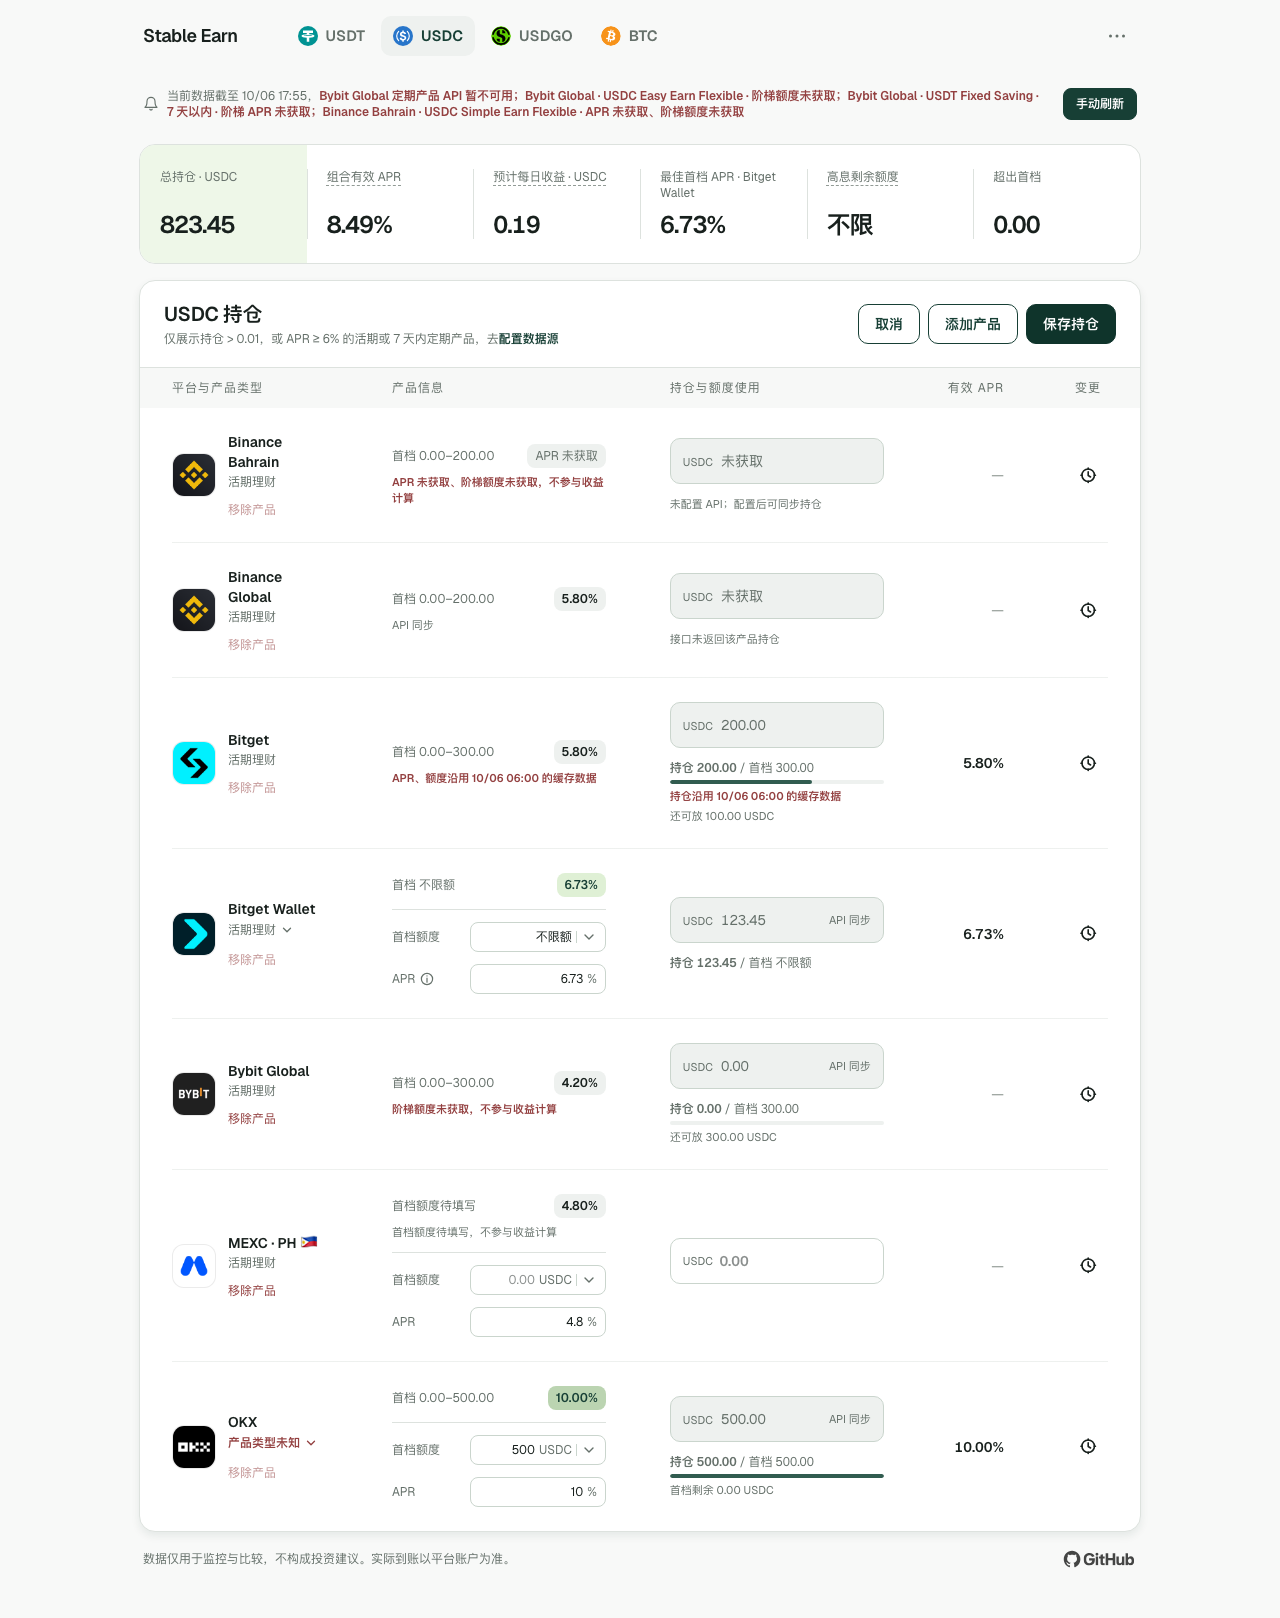 Stable Earn
USDT
USDC
USDGO
BTC
当前数据截至 10/06 17:55，Bybit Global 定期产品 API 暂不可用；Bybit Global · USDC Easy Earn Flexible · 阶梯额度未获取；Bybit Global · USDT Fixed Saving ·
7 天以内 · 阶梯 APR 未获取；Binance Bahrain · USDC Simple Earn Flexible · APR 未获取、阶梯额度未获取
手动刷新
总持仓 · USDC
823.45
组合有效 APR
8.49%
预计每日收益 · USDC
0.19
最佳首档 APR · Bitget
Wallet
6.73%
高息剩余额度
不限
超出首档
0.00
USDC 持仓
仅展示持仓 > 0.01，或 APR ≥ 6% 的活期或 7 天内定期产品，去配置数据源
取消
添加产品
保存持仓
平台与产品类型
产品信息
持仓与额度使用
有效 APR
变更
Binance
Bahrain
活期理财
移除产品
首档 0.00–200.00
APR 未获取
APR 未获取、阶梯额度未获取，不参与收益
计算
USDC 未获取
未配置 API；配置后可同步持仓
—
Binance
Global
活期理财
移除产品
首档 0.00–200.00
5.80%
API 同步
USDC 未获取
接口未返回该产品持仓
—
Bitget
活期理财
移除产品
首档 0.00–300.00
5.80%
APR、额度沿用 10/06 06:00 的缓存数据
USDC 200.00
持仓 200.00 / 首档 300.00
持仓沿用 10/06 06:00 的缓存数据
还可放 100.00 USDC
5.80%
Bitget Wallet
活期理财
移除产品
首档 不限额
6.73%
首档额度
不限额
APR
6.73 %
USDC 123.45
API 同步
持仓 123.45 / 首档 不限额
6.73%
BYBIT
Bybit Global
活期理财
移除产品
首档 0.00–300.00
4.20%
阶梯额度未获取，不参与收益计算
USDC 0.00
API 同步
持仓 0.00 / 首档 300.00
还可放 300.00 USDC
—
MEXC · PH 🇵🇭
活期理财
移除产品
首档额度待填写
4.80%
首档额度待填写，不参与收益计算
首档额度
0.00 USDC
APR
4.8 %
USDC 0.00
—
OKX
OKX
产品类型未知
移除产品
首档 0.00–500.00
10.00%
首档额度
500 USDC
APR
10 %
USDC 500.00
API 同步
持仓 500.00 / 首档 500.00
首档剩余 0.00 USDC
10.00%
数据仅用于监控与比较，不构成投资建议。实际到账以平台账户为准。
GitHub